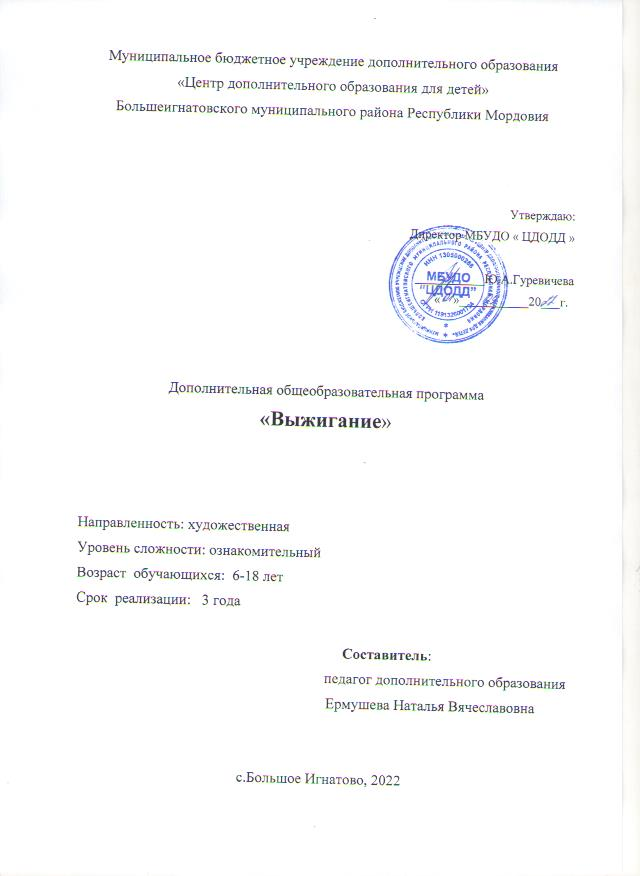 Муниципальное бюджетное учреждение дополнительного образования
«Центр дополнительного образования для детей»
Большеигнатовского муниципального района Республики Мордовия
Утверждаю:
Директор МБУДО « ЦДОДД »
Ю.А.Гуревичева
« » 20 г.
МБУДО
"ЦДОДД"
Дополнительная общеобразовательная программа
«Выжигание»
Направленность: художественная
Уровень сложности: ознакомительный
Возраст обучающихся: 6-18 лет
Срок реализации: 3 года
Составитель:
педагог дополнительного образования
Ермушева Наталья Вячеславовна
с.Большое Игнатово, 2022